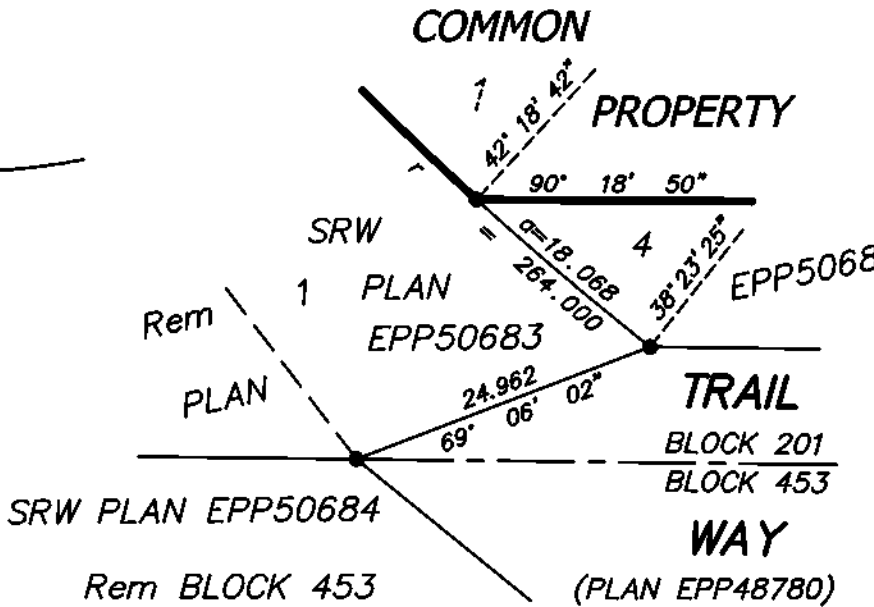 COMMON
1
42° 18' 42"
PROPERTY
r
90° 18' 50"
SRW
=
a=18.068
4
264.000
38° 23' 25"
EPP5068
1 PLAN
Rem
EPP50683
PLAN
24.962
69° 06' 02"
TRAIL
BLOCK 201
BLOCK 453
SRW PLAN EPP50684
WAY
Rem BLOCK 453
(PLAN EPP48780)